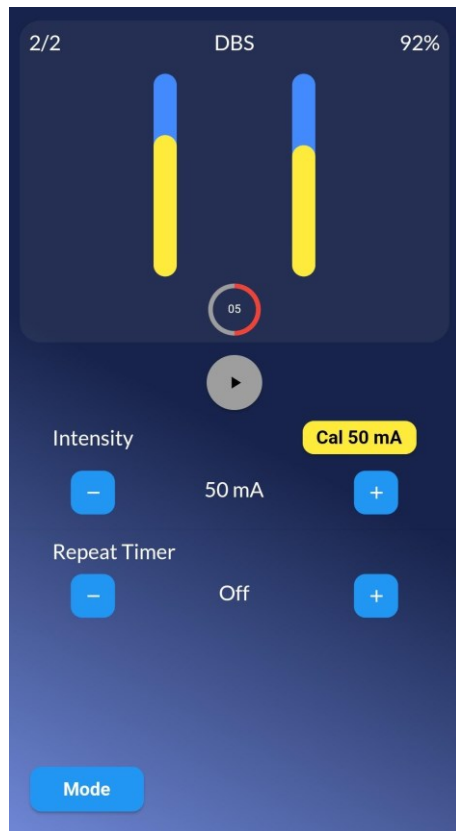 2/2 DBS 92%
05
Intensity Cal 50 mA
− 50 mA +
Repeat Timer
− Off +
Mode